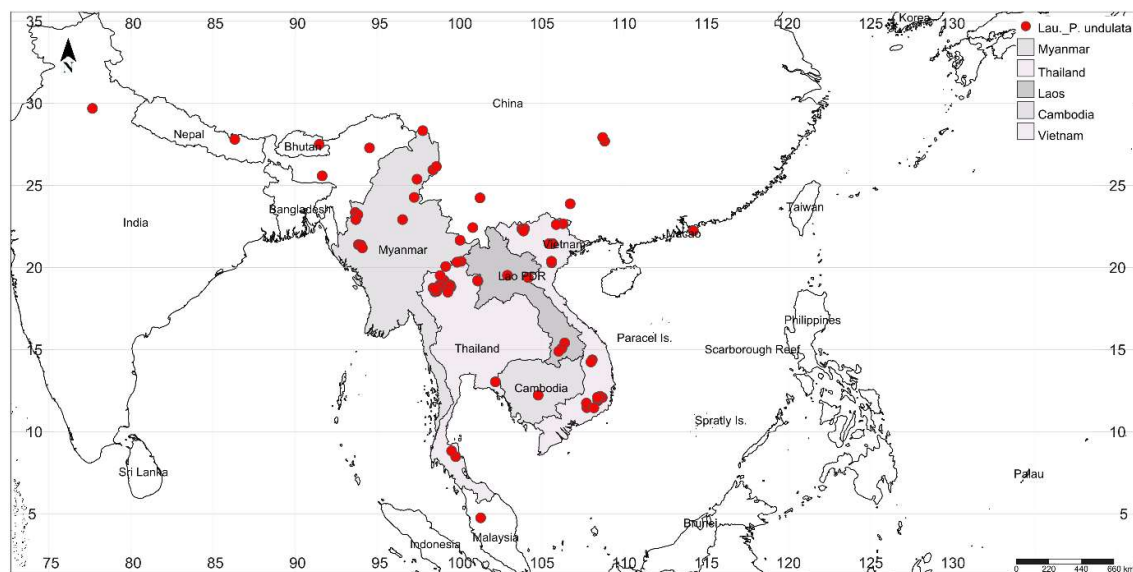 35
75
80
85
90
95
100
105
110
115
120
125
Korea
130
35
Lau._P. undulata
Myanmar
Thailand
Laos
Cambodia
Vietnam
N
30
China
30
Nepal
Bhutan
25
Bangladesh
Taiwan
25
India
Macao
Myanmar
Vietnam
20
Lao PDR
20
Philippines
Paracel Is.
15
Thailand
Scarborough Reef
15
Cambodia
10
Spratly Is.
10
Sri Lanka
Palau
5
Brunei
5
Malaysia
Indonesia
75
80
85
90
95
100
105
110
115
120
125
130
0 220 440 660 km